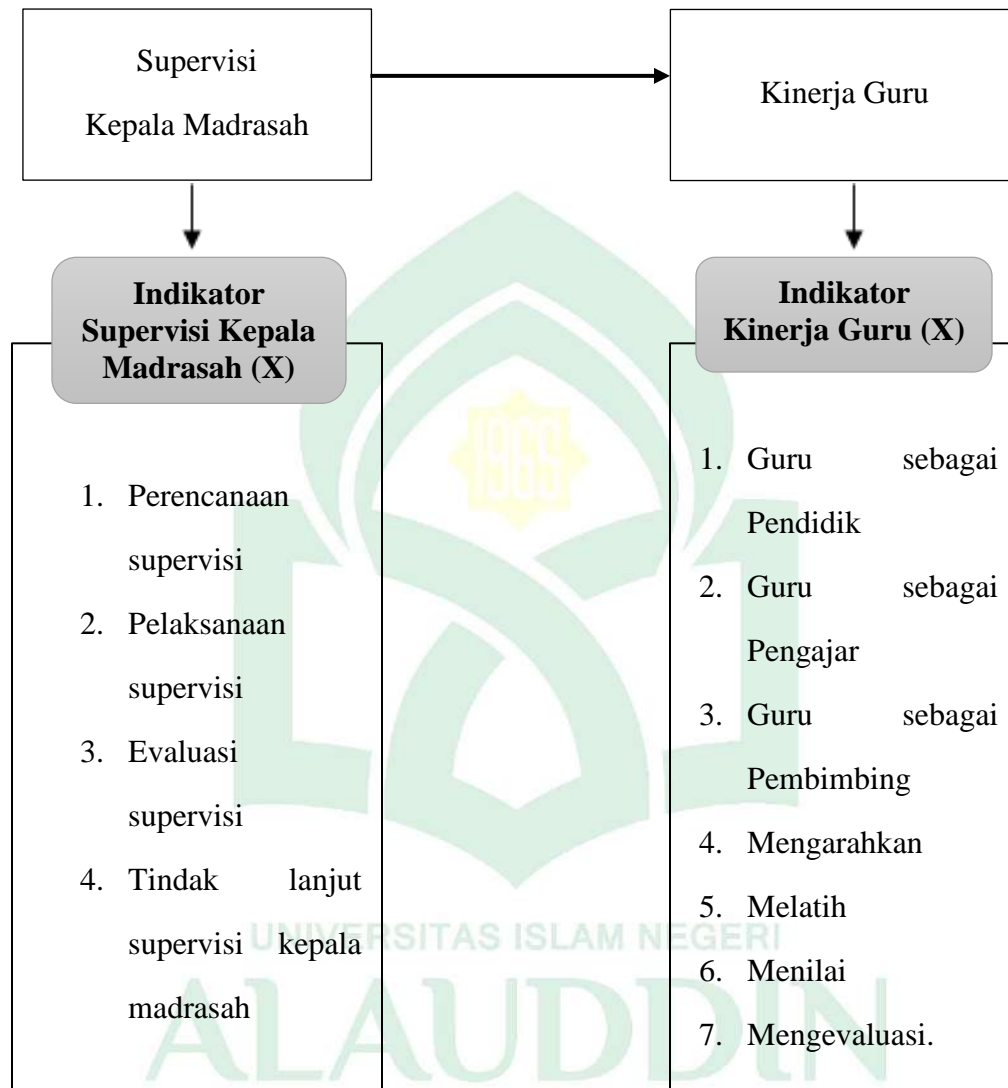 Supervisi
Kepala Madrasah
Kinerja Guru
Indikator
Supervisi Kepala
Madrasah (X)
1. Perencanaan
supervisi
2. Pelaksanaan
supervisi
3. Evaluasi
supervisi
4. Tindak lanjut
supervisi kepala
madrasah
Indikator
Kinerja Guru (X)
1. Guru sebagai
Pendidik
2. Guru sebagai
Pengajar
3. Guru sebagai
Pembimbing
4. Mengarahkan
5. Melatih
6. Menilai
7. Mengevaluasi.
1965
UNIVERSITAS ISLAM NEGERI
ALAUDDIN